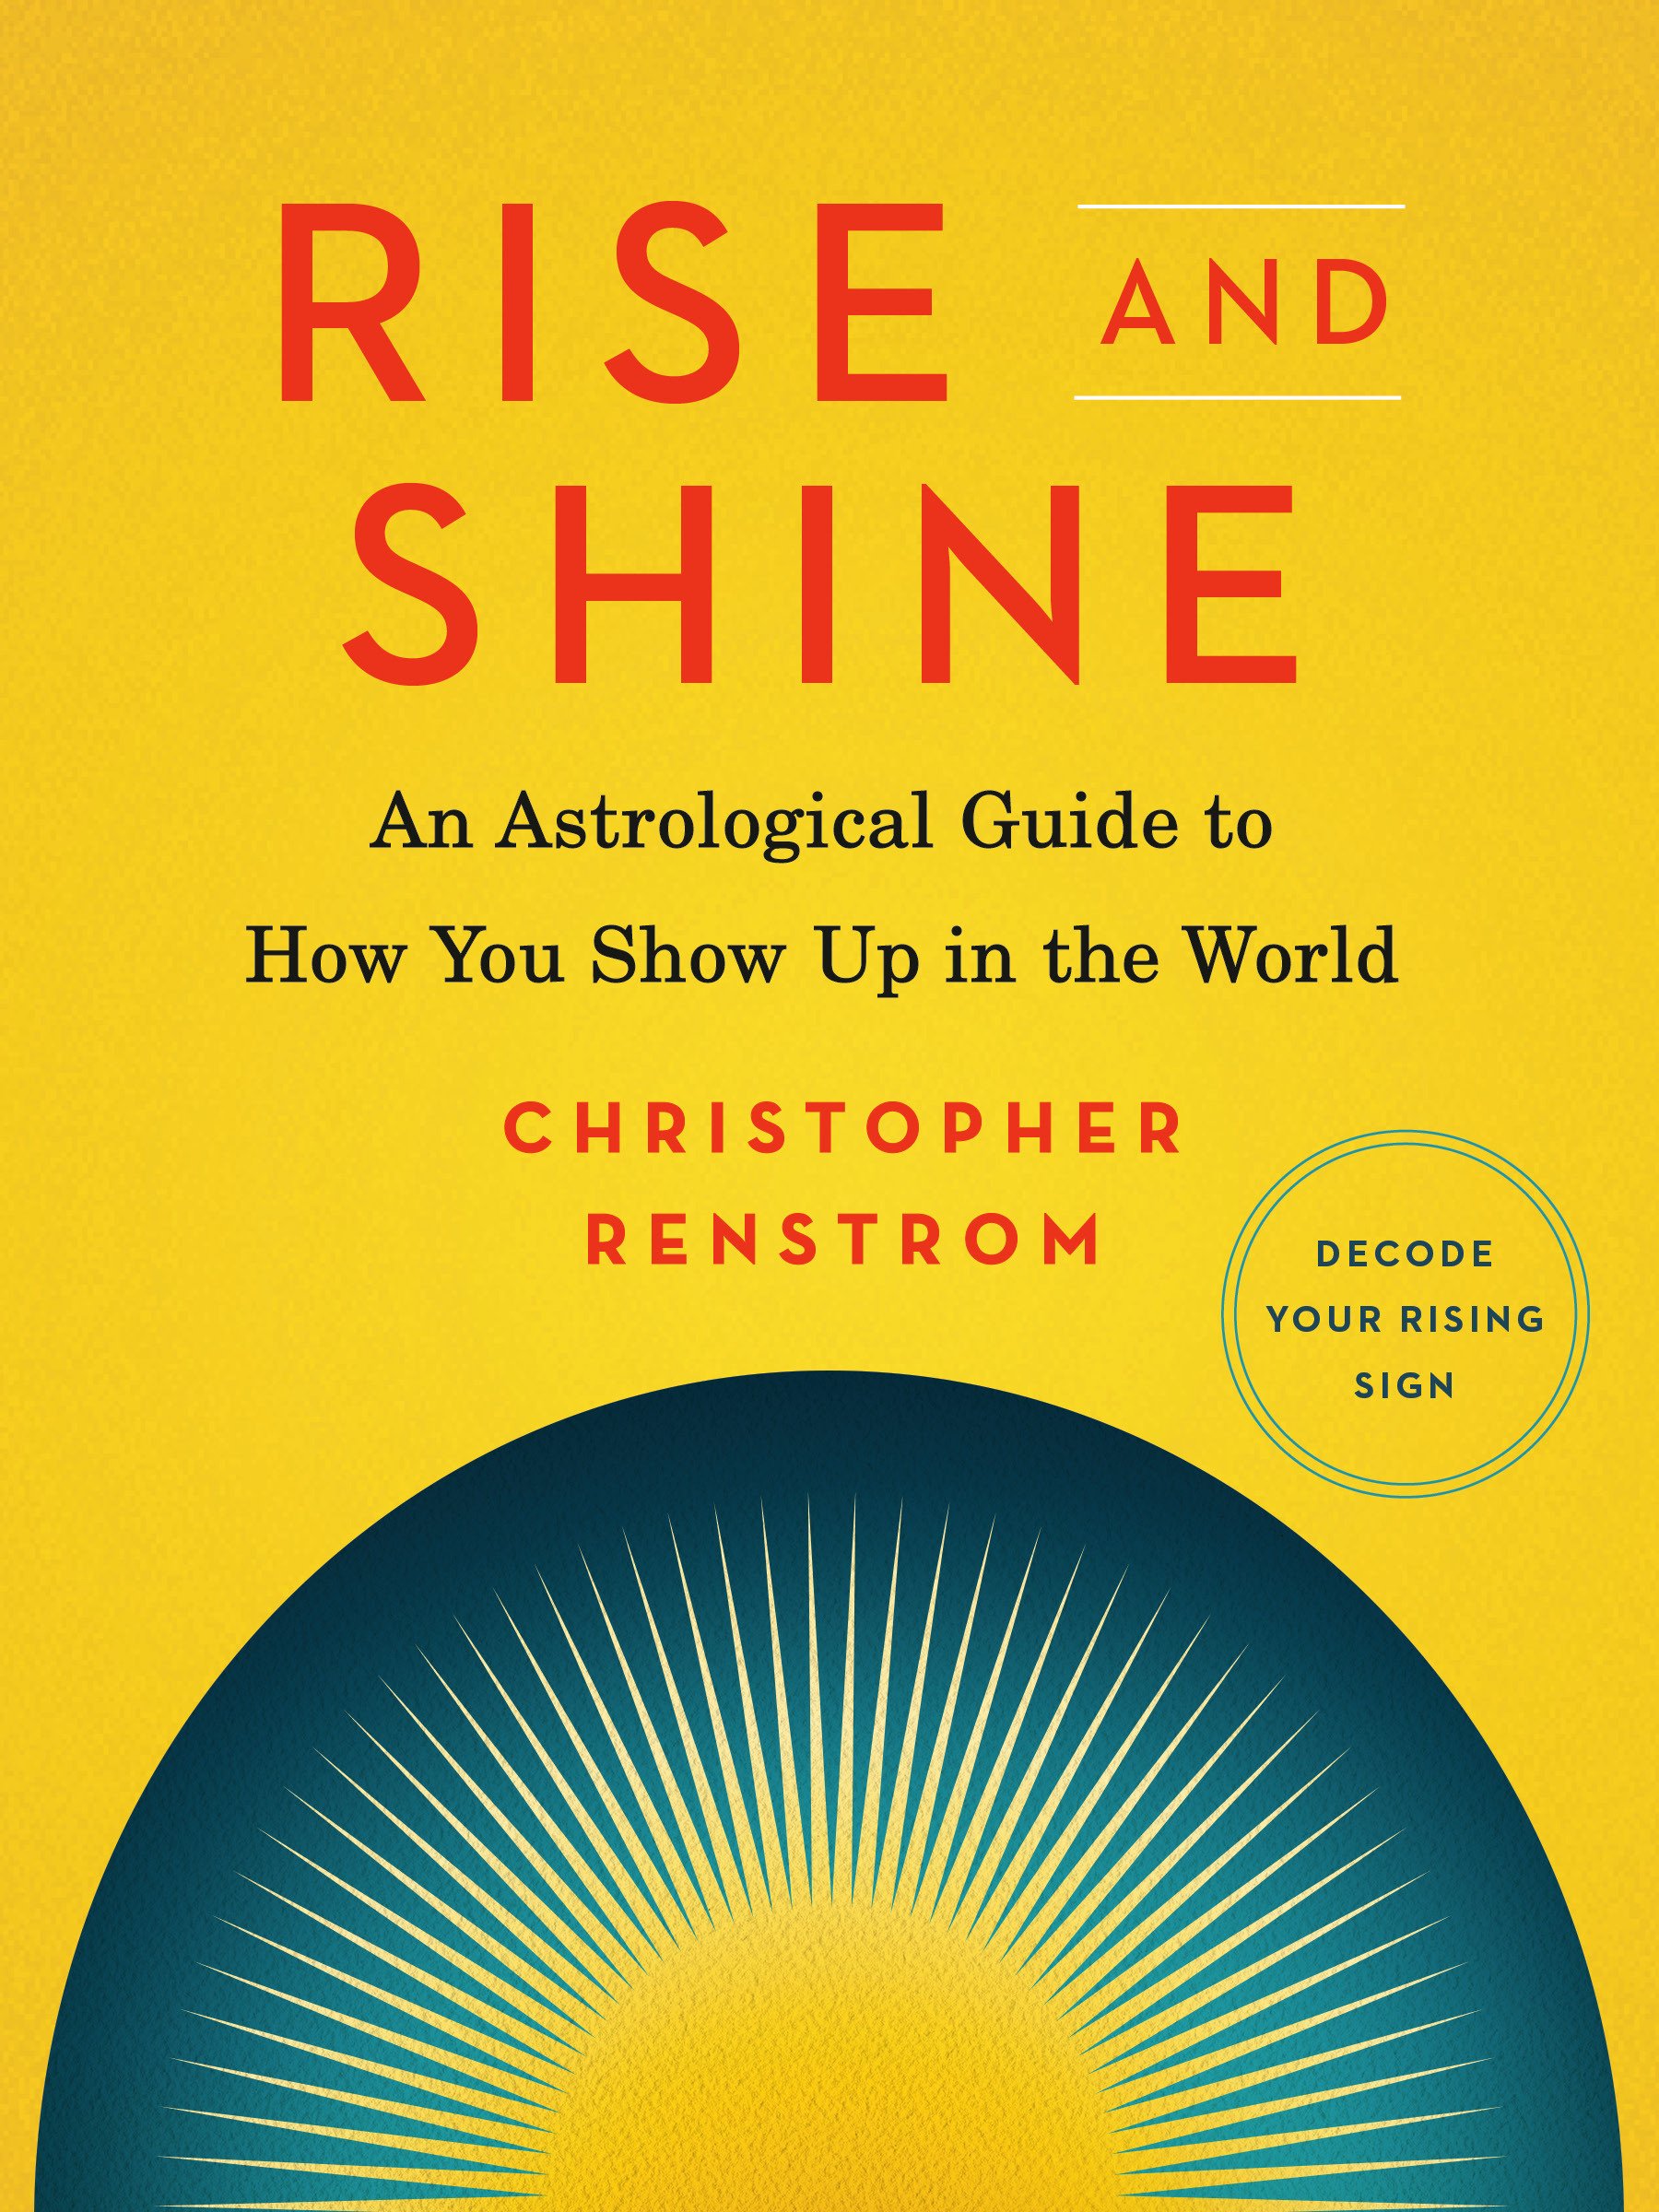 RISE AND
SHINE
An Astrological Guide to
How You Show Up in the World
CHRISTOPHER
RENSTROM
DECODE
YOUR RISING
SIGN